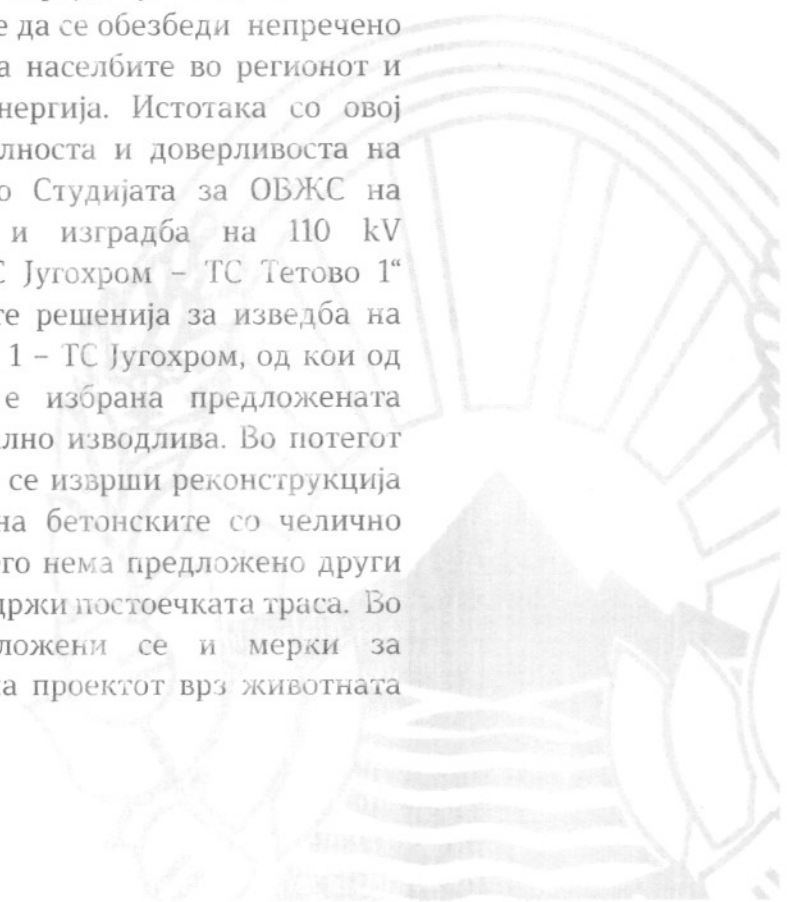 е да се обезбеди непречено
а населбите во регионот и
нергија. Истотака со овој
лноста и доверливоста на
о Студијата за ОВЖС на
и изградба на 110 kV
С Југохром – ТС Тетово 1“
те решенија за изведба на
1 – ТС Југохром, од кои од
е избрана предложената
лно изводлива. Во потегот
се изврши реконструкција
на бетонските со челично
го нема предложено други
држи постоечката траса. Во
ложени се и мерки за
на проектот врз животната